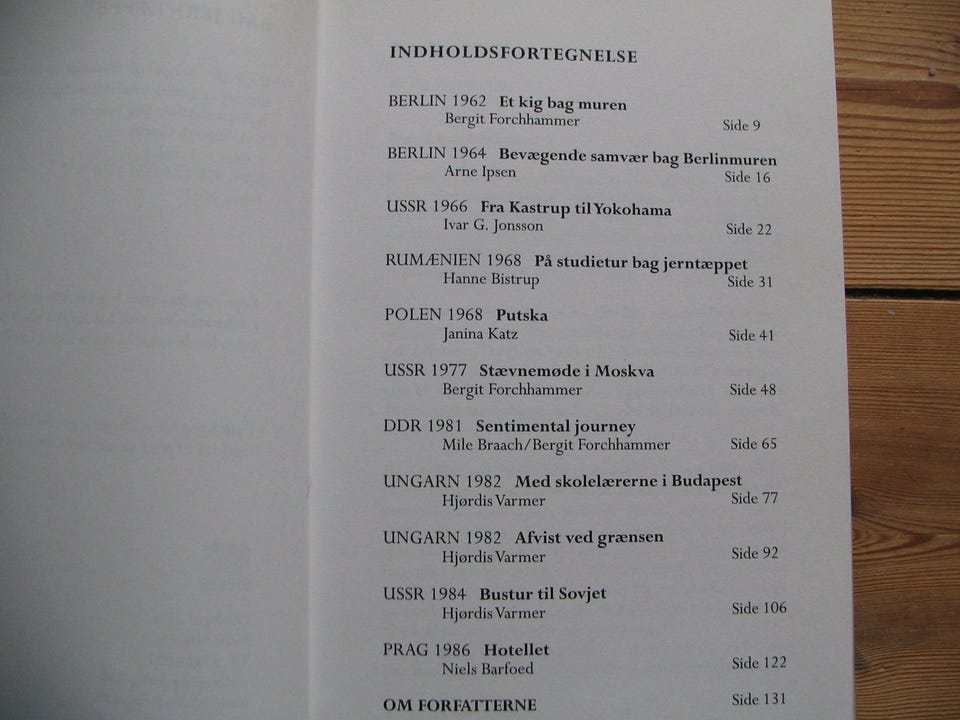 INDHOLDSFORTEGNELSE
BERLIN 1962 Et kig bag muren
Bergit Forchhammer Side 9
BERLIN 1964 Bevægende samvær bag Berlinmuren
Arne Ipsen Side 16
USSR 1966 Fra Kastrup til Yokohama
Ivar G. Jonsson Side 22
RUMÆNIEN 1968 På studietur bag jerntæppet
Hanne Bistrup Side 31
POLEN 1968 Putska
Janina Katz Side 41
USSR 1977 Stævnemøde i Moskva
Bergit Forchhammer Side 48
DDR 1981 Sentimental journey
Mile Braach/Bergit Forchhammer Side 65
UNGARN 1982 Med skolelærerne i Budapest
Hjørdis Varmer Side 77
UNGARN 1982 Afvist ved grænsen
Hjørdis Varmer Side 92
USSR 1984 Bustur til Sovjet
Hjørdis Varmer Side 106
PRAG 1986 Hotellet
Niels Barfoed Side 122
OM FORFATTERNE Side 131